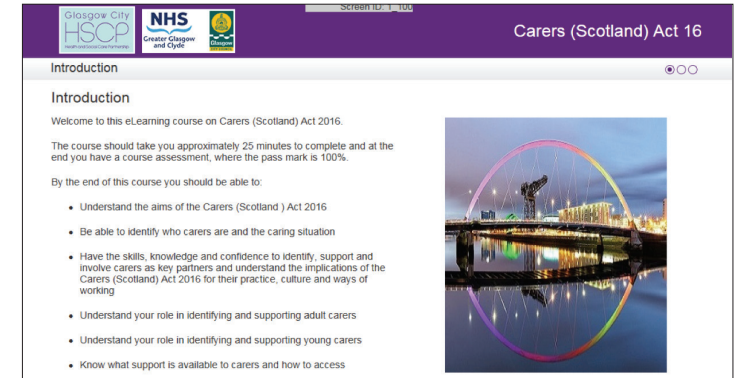 Screen ID: 1_100
Glasgow City
HSCP
Health and Social Care Partnership
NHS
Greater Glasgow
and Clyde
Glasgow
Carers (Scotland) Act 16
Introduction
Introduction
Welcome to this eLearning course on Carers (Scotland) Act 2016.
The course should take you approximately 25 minutes to complete and at the
end you have a course assessment, where the pass mark is 100%.
By the end of this course you should be able to:
• Understand the aims of the Carers (Scotland ) Act 2016
• Be able to identify who carers are and the caring situation
• Have the skills, knowledge and confidence to identify, support and
involve carers as key partners and understand the implications of the
Carers (Scotland) Act 2016 for their practice, culture and ways of
working
• Understand your role in identifying and supporting adult carers
• Understand your role in identifying and supporting young carers
• Know what support is available to carers and how to access